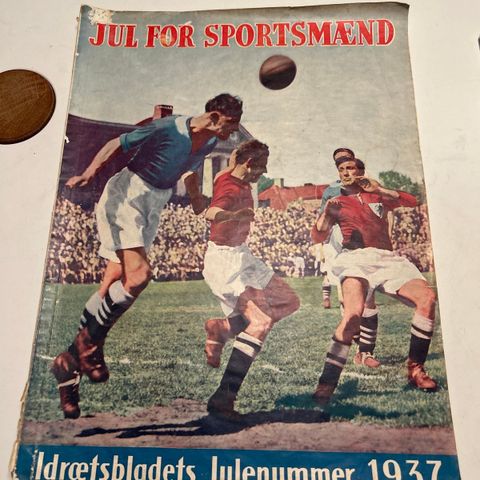 JUL FOR SPORTSMÆND
Idrætsbladets Julenummer 1937